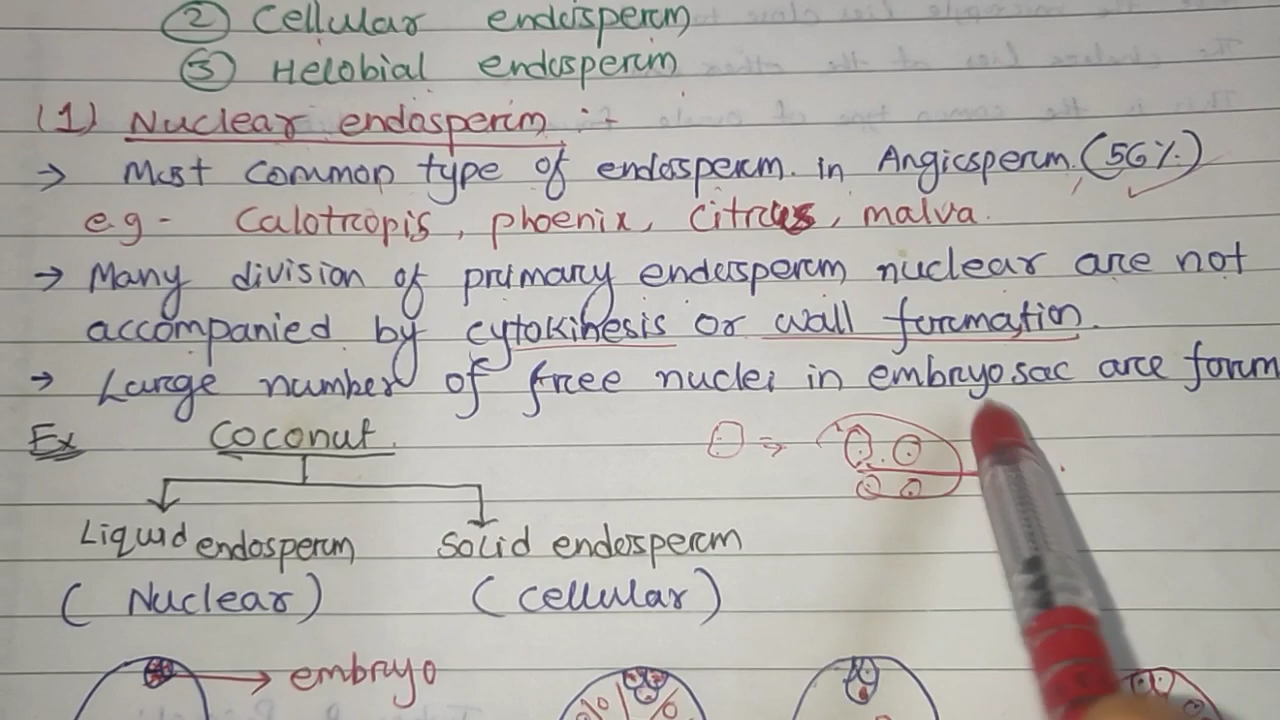 ② Cellular endosperm
③ Helobial endosperm
(1) Nuclear endosperm :-
→ Most common type of endosperm in Angiosperm. (56%)
e.g - Calotropis, phoenix, Citrus, malva.
→ Many division of primary endosperm nuclear are not
accompanied by cytokinesis or wall formation.
→ Large number of free nuclei in embryosac are form
Ex Coconut.
Liquid endosperm Solid endosperm
(Nuclear) (cellular)
embryo